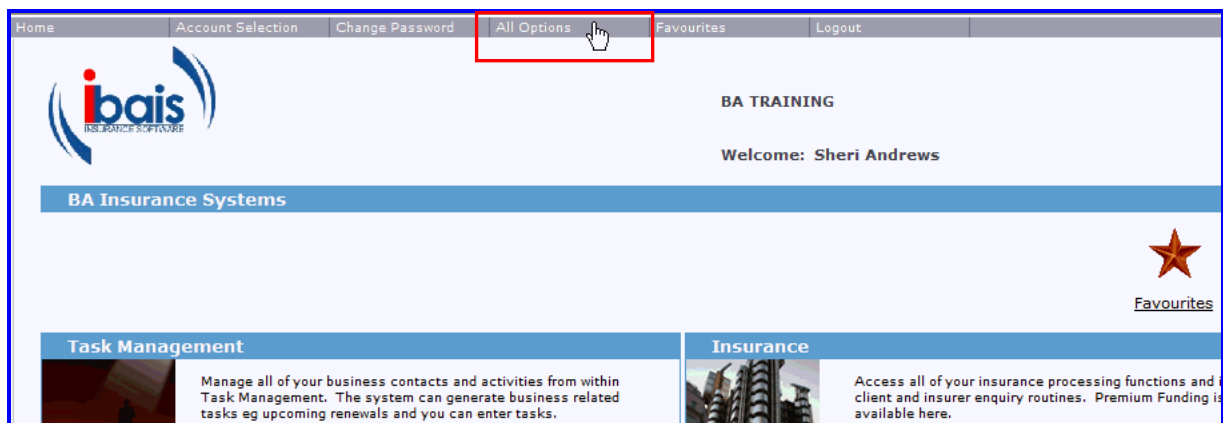 Home Account Selection Change Password All Options Favourites Logout
ibais
INSURANCE SOFTWARE
BA TRAINING
Welcome: Sheri Andrews
BA Insurance Systems
Favourites
Task Management
Manage all of your business contacts and activities from within
Task Management. The system can generate business related
tasks eg upcoming renewals and you can enter tasks.
Insurance
Access all of your insurance processing functions and i
client and insurer enquiry routines. Premium Funding is
available here.